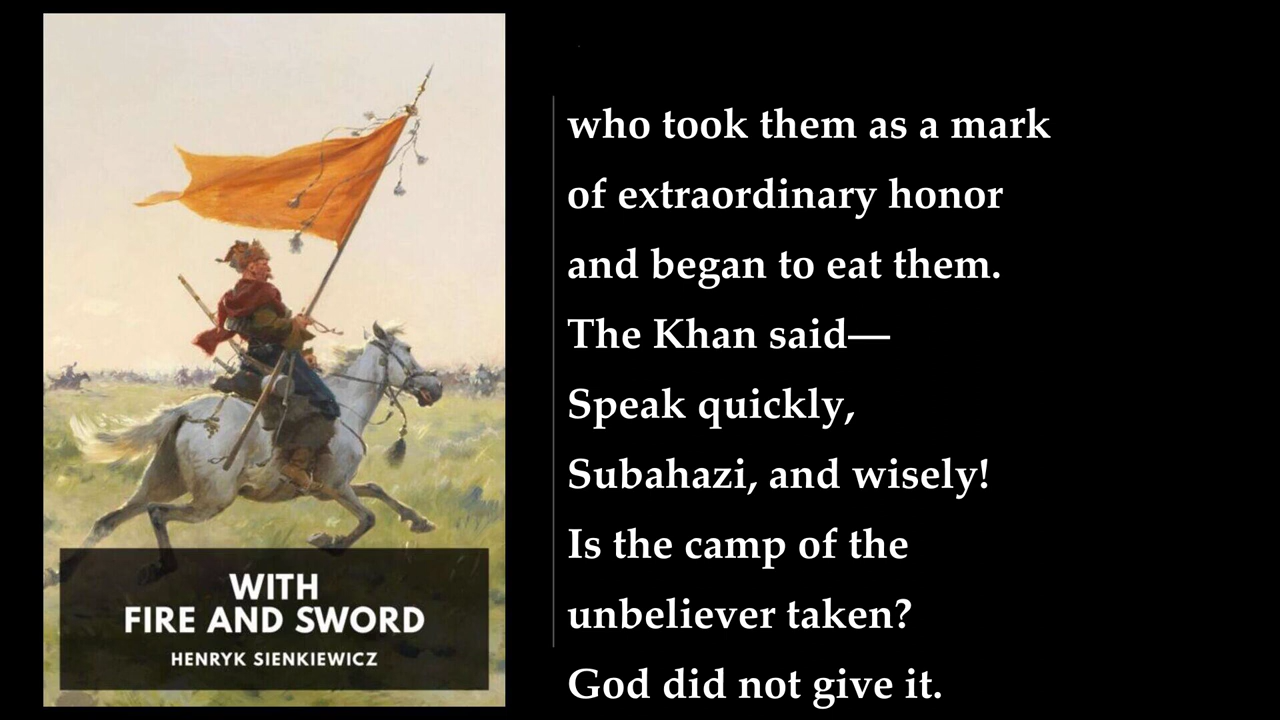 WITH
FIRE AND SWORD
HENRYK SIENKIEWICZ
who took them as a mark
of extraordinary honor
and began to eat them.
The Khan said—
Speak quickly,
Subahazi, and wisely!
Is the camp of the
unbeliever taken?
God did not give it.